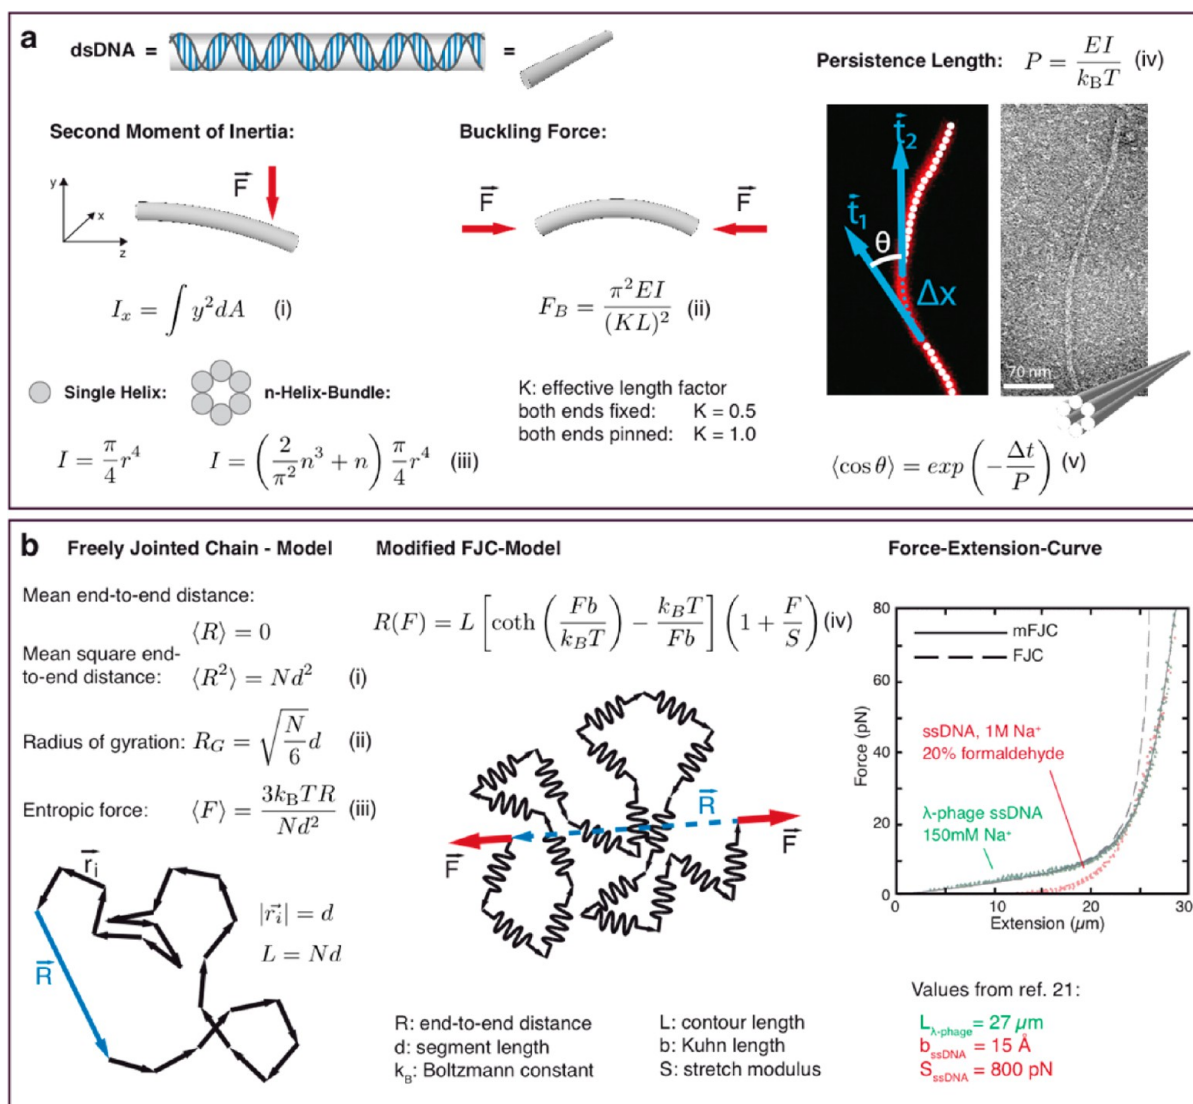 a
dsDNA = =
Second Moment of Inertia:
F
y
x
z
I_x = ∫ y²dA (i)
Single Helix: n-Helix-Bundle:
I = π/4 r⁴ I = (2/π² n³ + n) π/4 r⁴ (iii)
Buckling Force:
F F
F_B = π²EI/(KL)² (ii)
K: effective length factor
both ends fixed: K = 0.5
both ends pinned: K = 1.0
Persistence Length: P = EI/k_BT (iv)
t₂
t₁
θ
Δx
70 nm
⟨cos θ⟩ = exp(−Δt/P) (v)
b
Freely Jointed Chain - Model
Mean end-to-end distance:
⟨R⟩ = 0
Mean square end-
to-end distance: ⟨R²⟩ = Nd² (i)
Radius of gyration: R_G = √(N/6) d (ii)
Entropic force: ⟨F⟩ = 3k_BTR/Nd² (iii)
r_i
|r_i| = d
L = Nd
R
Modified FJC-Model
R(F) = L [coth(Fb/k_BT) − k_BT/Fb] (1 + F/S) (iv)
R
F F
R: end-to-end distance
d: segment length
k_B: Boltzmann constant
L: contour length
b: Kuhn length
S: stretch modulus
Force-Extension-Curve
80
60
40
20
0
Force (pN)
mFJC
FJC
ssDNA, 1M Na⁺
20% formaldehyde
λ-phage ssDNA
150mM Na⁺
0 10 20 30
Extension (µm)
Values from ref. 21:
L_λ-phage = 27 µm
b_ssDNA = 15 Å
S_ssDNA = 800 pN